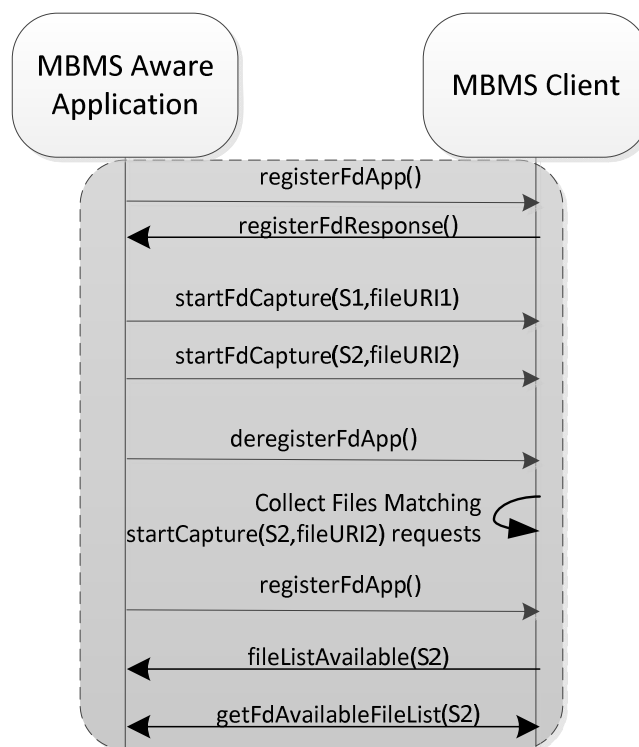 MBMS Aware
Application
MBMS Client
registerFdApp()
registerFdResponse()
startFdCapture(S1,fileURI1)
startFdCapture(S2,fileURI2)
deregisterFdApp()
Collect Files Matching
startCapture(S2,fileURI2) requests
registerFdApp()
fileListAvailable(S2)
getFdAvailableFileList(S2)